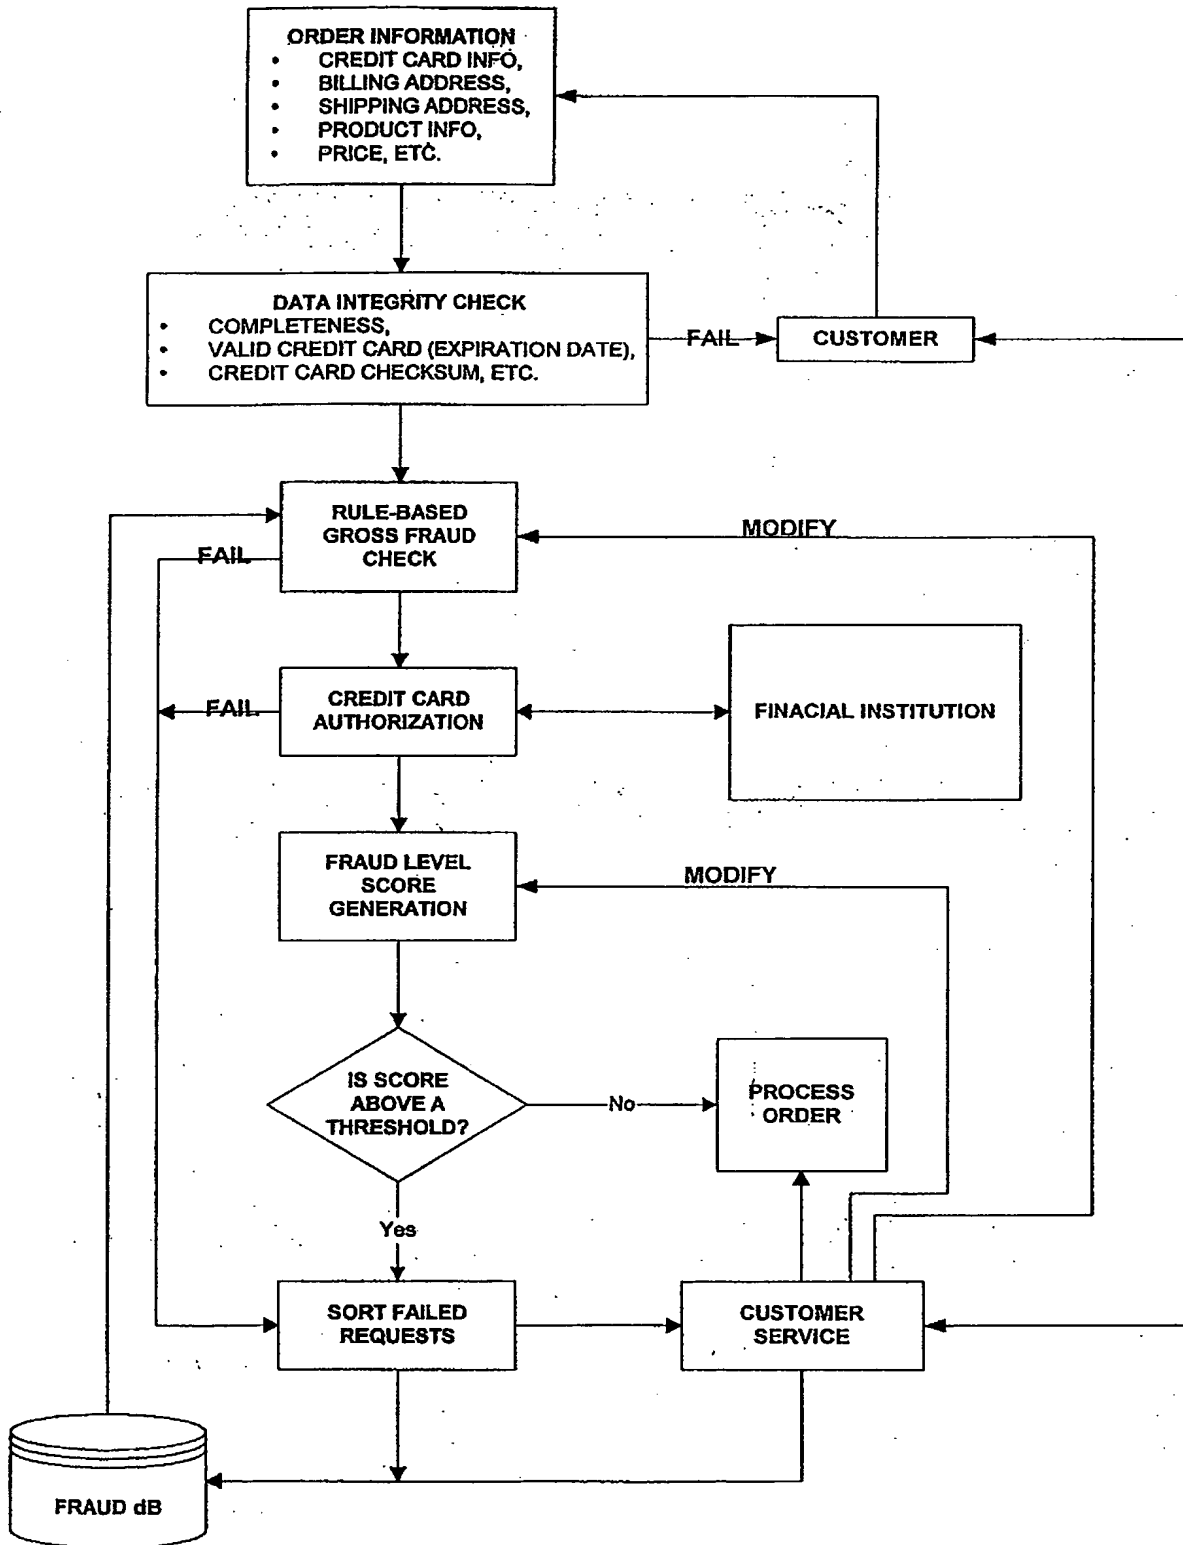 ORDER INFORMATION
• CREDIT CARD INFO,
• BILLING ADDRESS,
• SHIPPING ADDRESS,
• PRODUCT INFO,
• PRICE, ETC.
DATA INTEGRITY CHECK
• COMPLETENESS,
• VALID CREDIT CARD (EXPIRATION DATE),
• CREDIT CARD CHECKSUM, ETC.
FAIL
CUSTOMER
RULE-BASED
GROSS FRAUD
CHECK
MODIFY
FAIL
CREDIT CARD
AUTHORIZATION
FAIL
FINACIAL INSTITUTION
FRAUD LEVEL
SCORE
GENERATION
MODIFY
IS SCORE
ABOVE A
THRESHOLD?
No
PROCESS
ORDER
Yes
SORT FAILED
REQUESTS
CUSTOMER
SERVICE
FRAUD dB